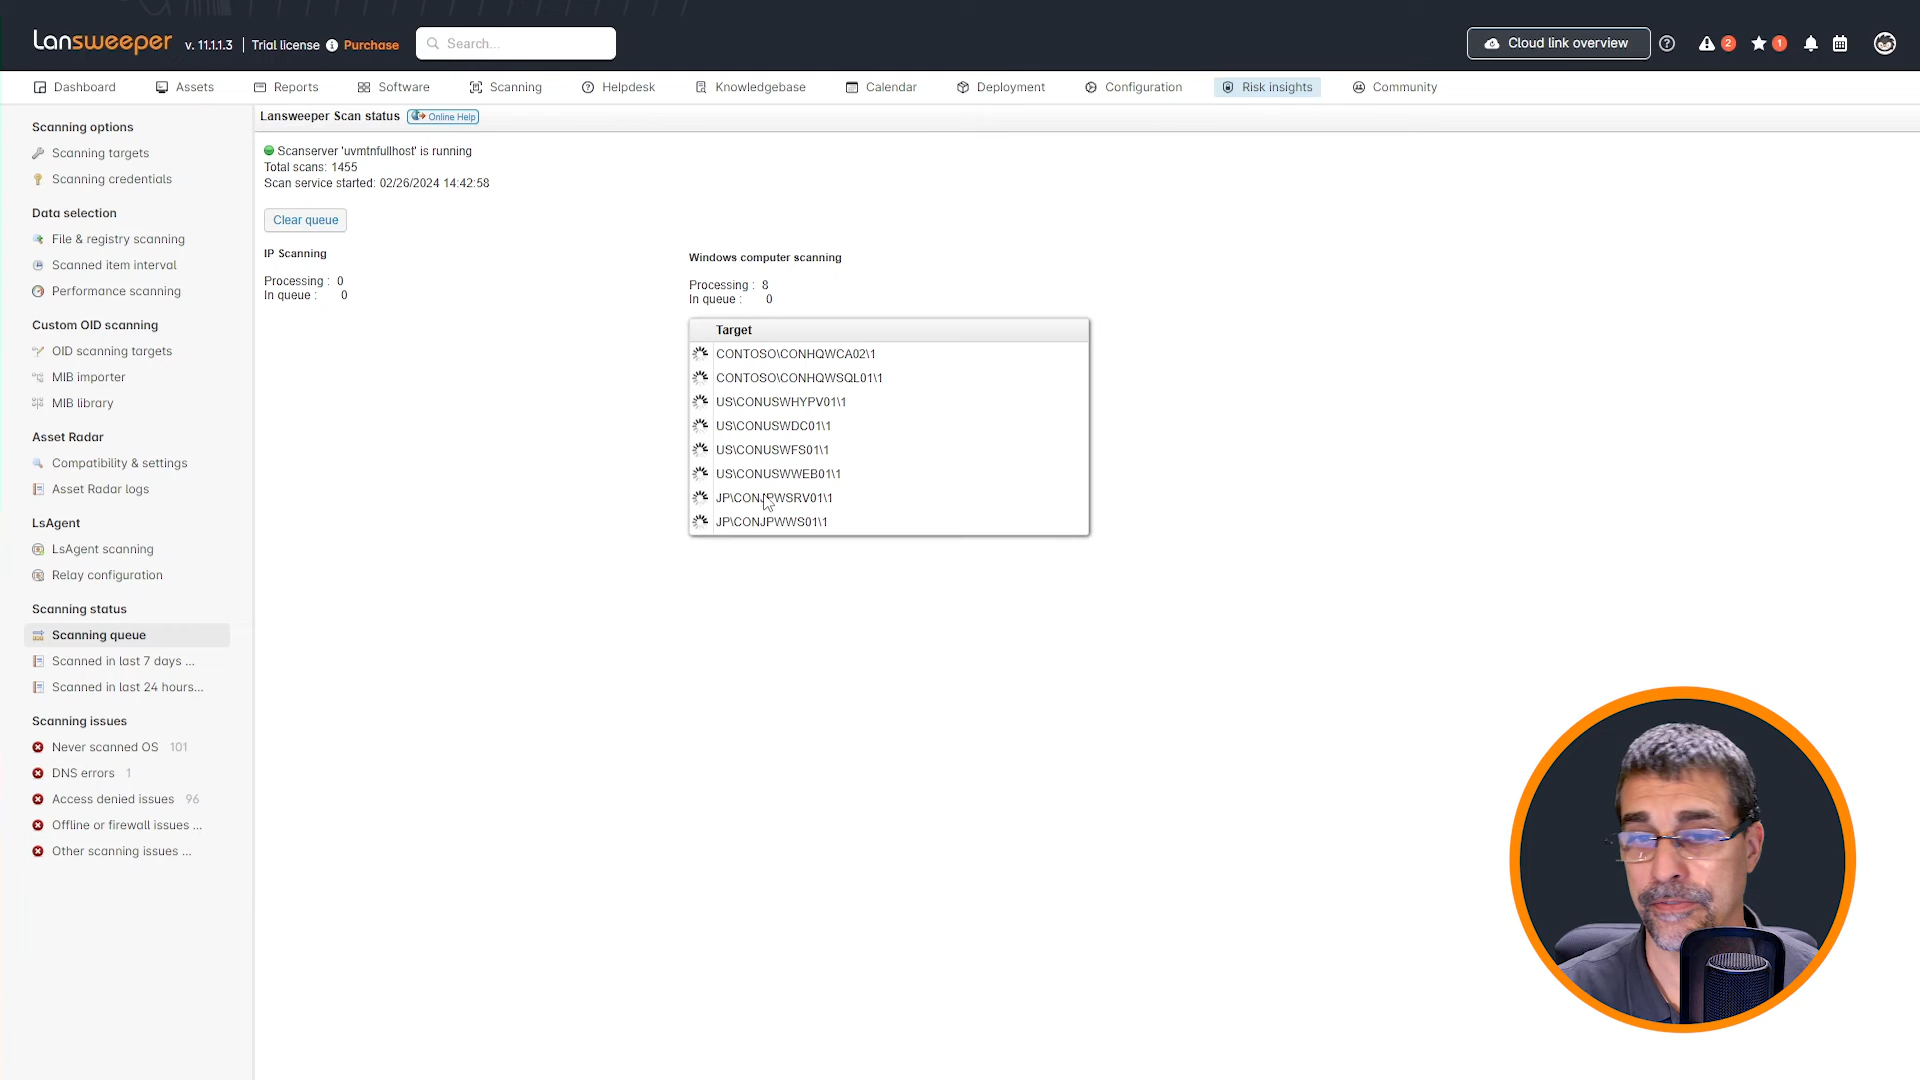 Lansweeper v. 11.1.1.3 | Trial license Purchase Search... Cloud link overview 2 1
Dashboard Assets Reports Software Scanning Helpdesk Knowledgebase Calendar Deployment Configuration Risk insights Community
Scanning options
Scanning targets
Scanning credentials
Data selection
File & registry scanning
Scanned item interval
Performance scanning
Custom OID scanning
OID scanning targets
MIB importer
MIB library
Asset Radar
Compatibility & settings
Asset Radar logs
LsAgent
LsAgent scanning
Relay configuration
Scanning status
Scanning queue
Scanned in last 7 days ...
Scanned in last 24 hours...
Scanning issues
Never scanned OS 101
DNS errors 1
Access denied issues 96
Offline or firewall issues ...
Other scanning issues ...
Lansweeper Scan status Online Help
Scanserver 'uvmtnfullhost' is running
Total scans: 1455
Scan service started: 02/26/2024 14:42:58
Clear queue
IP Scanning
Processing : 0
In queue : 0
Windows computer scanning
Processing : 8
In queue : 0
Target
CONTOSO\CONHQWCA02\1
CONTOSO\CONHQWSQL01\1
US\CONUSWHYPV01\1
US\CONUSWDC01\1
US\CONUSWFS01\1
US\CONUSWWEB01\1
JP\CONJPWSRV01\1
JP\CONJPWWS01\1